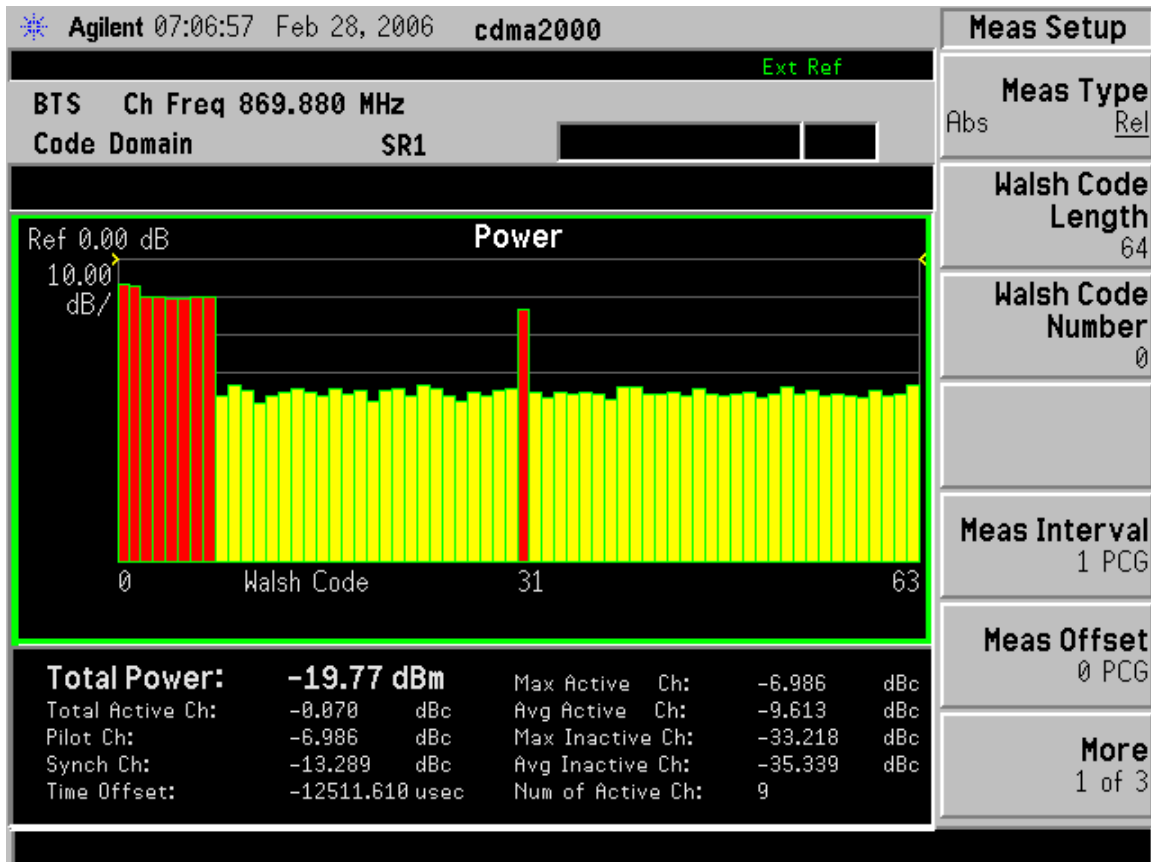 Agilent 07:06:57 Feb 28, 2006 cdma2000
Ext Ref
BTS Ch Freq 869.880 MHz
Code Domain SR1
Ref 0.00 dB Power
10.00
dB/
0 Walsh Code 31 63
Total Power: -19.77 dBm
Total Active Ch: -0.070 dBc
Pilot Ch: -6.986 dBc
Synch Ch: -13.289 dBc
Time Offset: -12511.610 usec
Max Active Ch: -6.986 dBc
Avg Active Ch: -9.613 dBc
Max Inactive Ch: -33.218 dBc
Avg Inactive Ch: -35.339 dBc
Num of Active Ch: 9
Meas Setup
Meas Type
Abs Rel
Walsh Code
Length
64
Walsh Code
Number
0
Meas Interval
1 PCG
Meas Offset
0 PCG
More
1 of 3